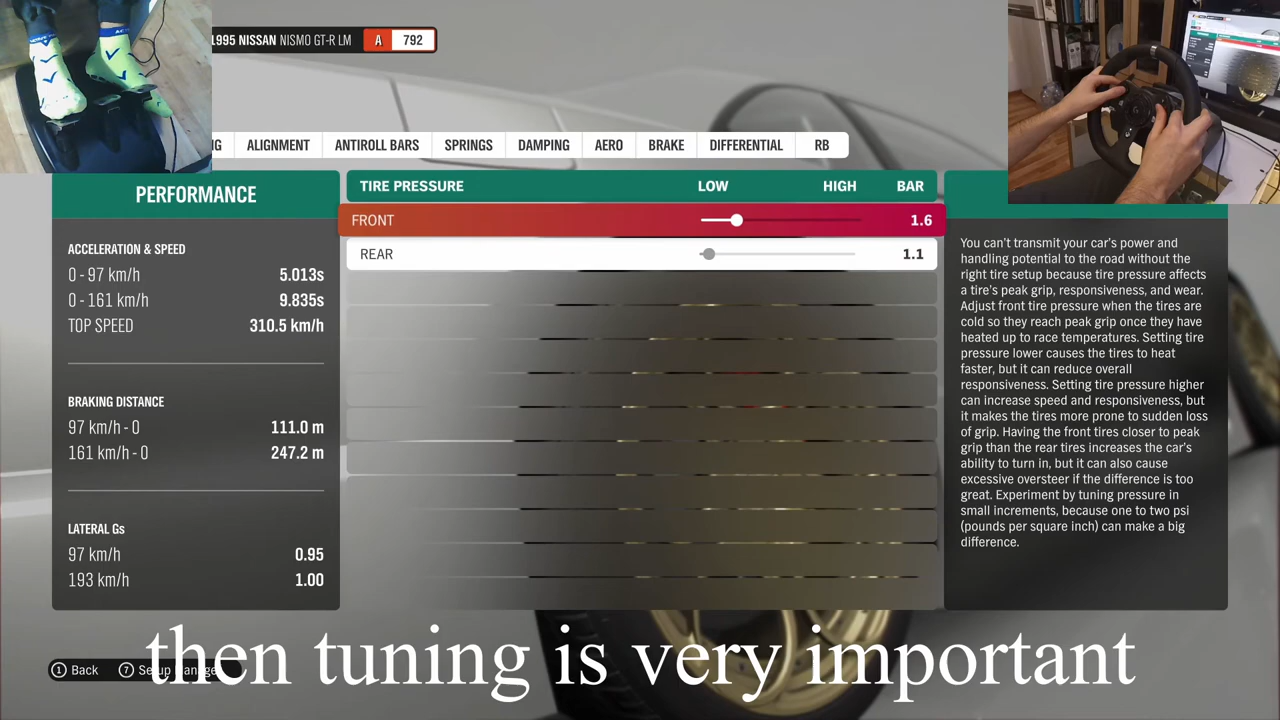 1995 NISSAN NISMO GT-R LM A 792
ALIGNMENT ANTIROLL BARS SPRINGS DAMPING AERO BRAKE DIFFERENTIAL RB
PERFORMANCE
ACCELERATION & SPEED
0 - 97 km/h 5.013s
0 - 161 km/h 9.835s
TOP SPEED 310.5 km/h
BRAKING DISTANCE
97 km/h - 0 111.0 m
161 km/h - 0 247.2 m
LATERAL Gs
97 km/h 0.95
193 km/h 1.00
TIRE PRESSURE LOW HIGH BAR
FRONT 1.6
REAR 1.1
You can't transmit your car's power and
handling potential to the road without the
right tire setup because tire pressure affects
a tire's peak grip, responsiveness, and wear.
Adjust front tire pressure when the tires are
cold so they reach peak grip once they have
heated up to race temperatures. Setting tire
pressure lower causes the tires to heat
faster, but it can reduce overall
responsiveness. Setting tire pressure higher
can increase speed and responsiveness, but
it makes the tires more prone to sudden loss
of grip. Having the front tires closer to peak
grip than the rear tires increases the car's
ability to turn in, but it can also cause
excessive oversteer if the difference is too
great. Experiment by tuning pressure in
small increments, because one to two psi
(pounds per square inch) can make a big
difference.
then tuning is very important
1 Back 7 Setup Manager